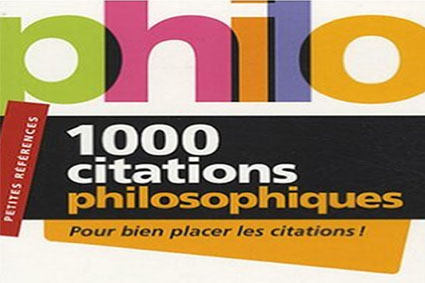 philo
PETITES RÉFÉRENCES
1000
citations
philosophiques
Pour bien placer les citations !